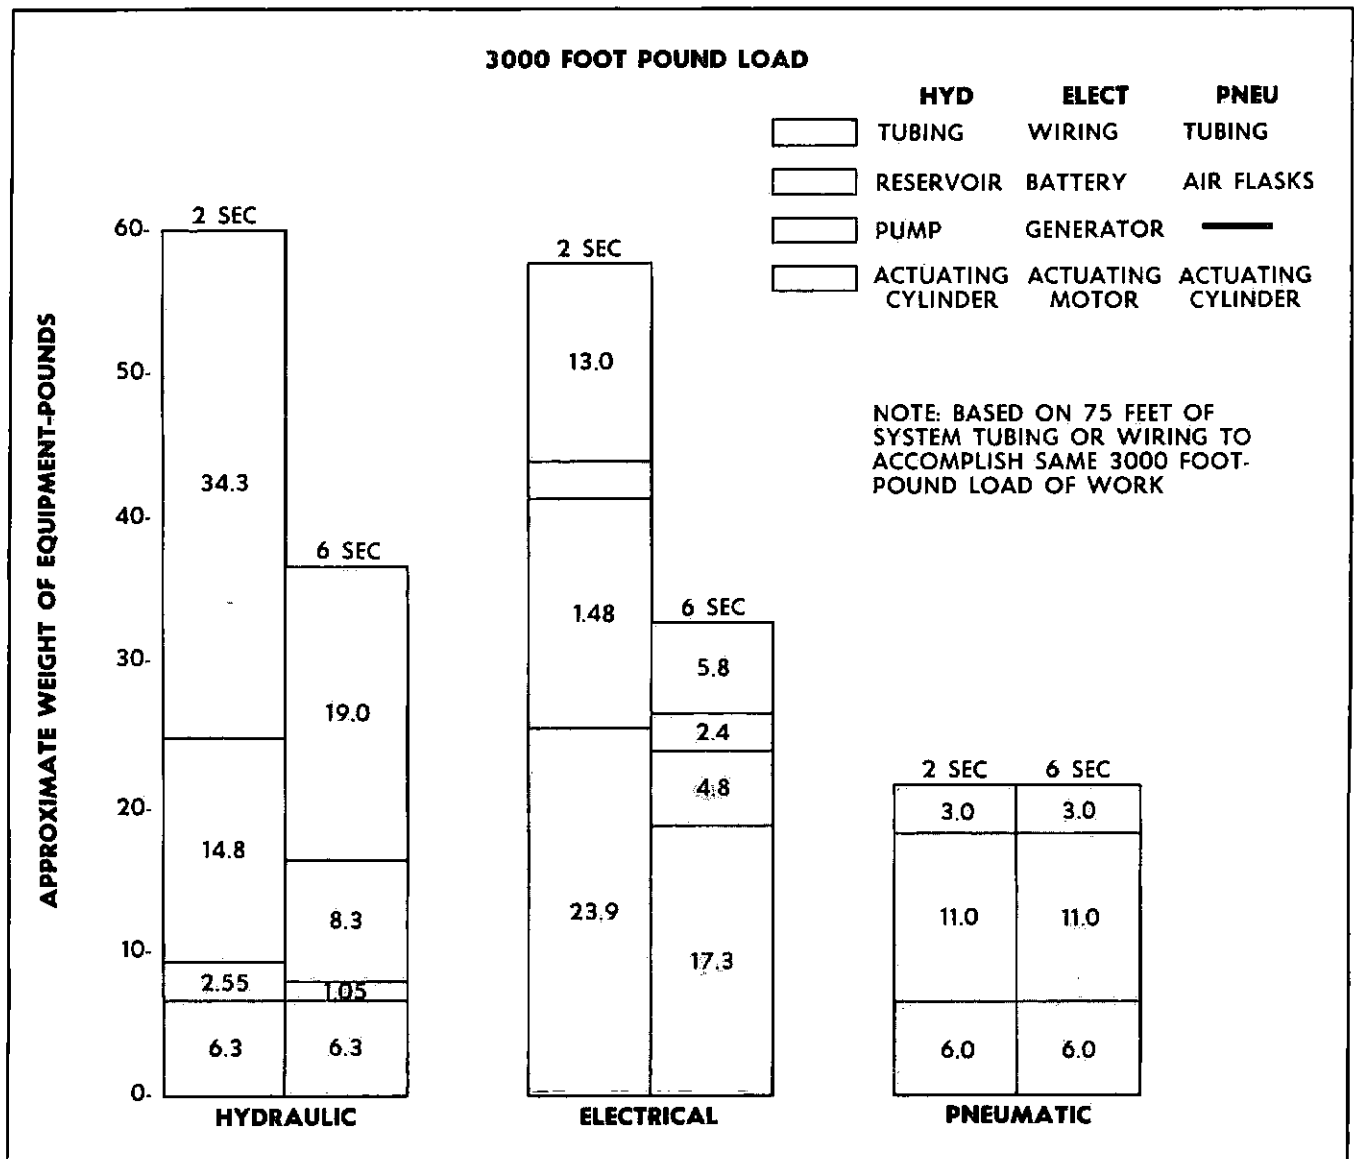 3000 FOOT POUND LOAD
HYD ELECT PNEU
TUBING WIRING TUBING
RESERVOIR BATTERY AIR FLASKS
PUMP GENERATOR —
ACTUATING CYLINDER ACTUATING MOTOR ACTUATING CYLINDER
NOTE: BASED ON 75 FEET OF
SYSTEM TUBING OR WIRING TO
ACCOMPLISH SAME 3000 FOOT-
POUND LOAD OF WORK
APPROXIMATE WEIGHT OF EQUIPMENT-POUNDS
60-
50-
40-
30-
20-
10-
0-
2 SEC
34.3
14.8
2.55
6.3
6 SEC
19.0
8.3
1.05
6.3
HYDRAULIC
2 SEC
13.0
1.48
23.9
6 SEC
5.8
2.4
4.8
17.3
ELECTRICAL
2 SEC 6 SEC
3.0 3.0
11.0 11.0
6.0 6.0
PNEUMATIC